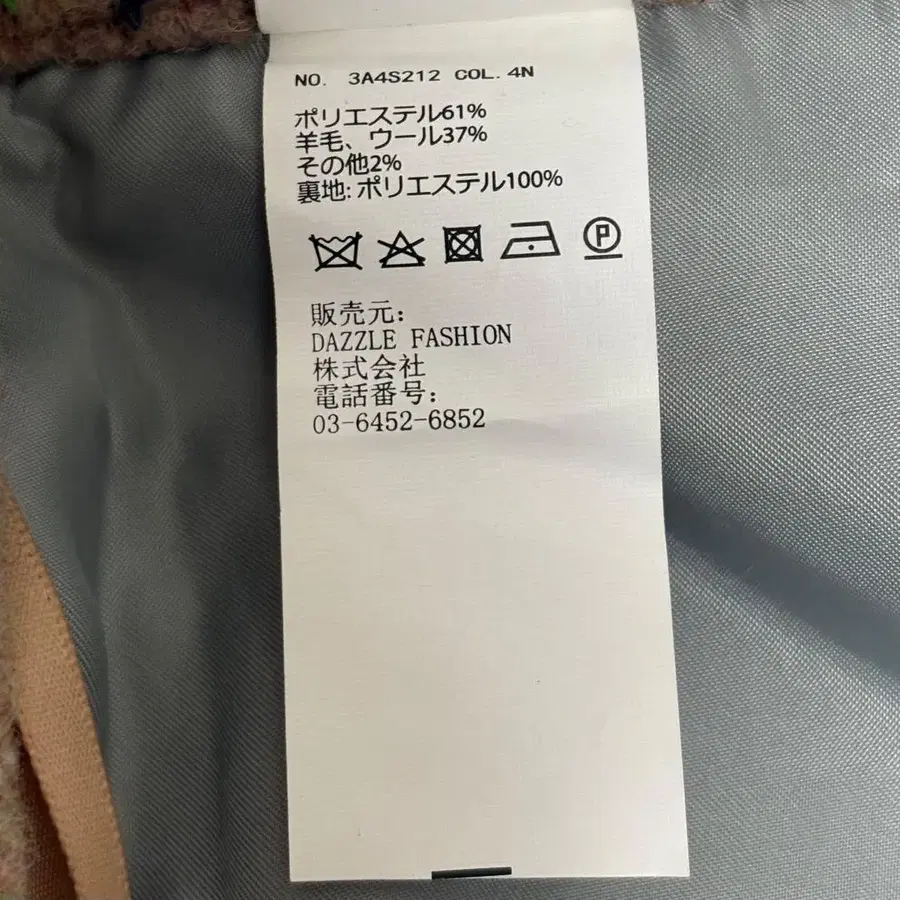 NO. 3A4S212 COL.4N
ポリエステル61%
羊毛、ウール37%
その他2%
裏地: ポリエステル100%
P
販売元:
DAZZLE FASHION
株式会社
電話番号:
03-6452-6852